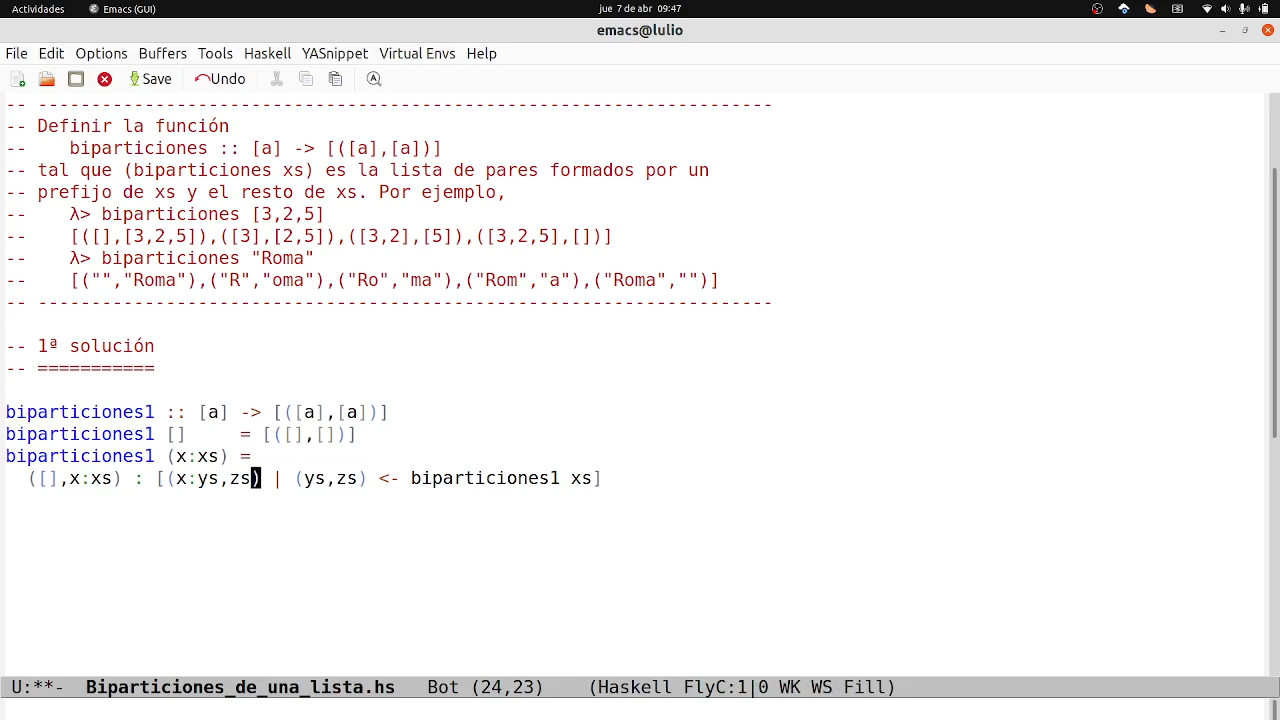 Actividades Emacs (GUI) jue 7 de abr 09:47
emacs@lulio
File Edit Options Buffers Tools Haskell YASnippet Virtual Envs Help
Save Undo
-- ---------------------------------------------------------------------
-- Definir la función
--    biparticiones :: [a] -> [([a],[a])]
-- tal que (biparticiones xs) es la lista de pares formados por un
-- prefijo de xs y el resto de xs. Por ejemplo,
--    λ> biparticiones [3,2,5]
--    [([],[3,2,5]),([3],[2,5]),([3,2],[5]),([3,2,5],[])]
--    λ> biparticiones "Roma"
--    [("","Roma"),("R","oma"),("Ro","ma"),("Rom","a"),("Roma","")]
-- ---------------------------------------------------------------------
-- 1ª solución
-- ===========
biparticiones1 :: [a] -> [([a],[a])]
biparticiones1 []     = [([],[])]
biparticiones1 (x:xs) =
  ([],x:xs) : [(x:ys,zs) | (ys,zs) <- biparticiones1 xs]
U:**-  Biparticiones_de_una_lista.hs   Bot (24,23)    (Haskell FlyC:1|0 WK WS Fill)